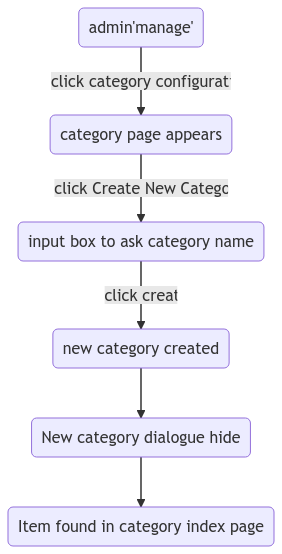 admin'manage'
click category configurati
category page appears
click Create New Catego
input box to ask category name
click creat
new category created
New category dialogue hide
Item found in category index page